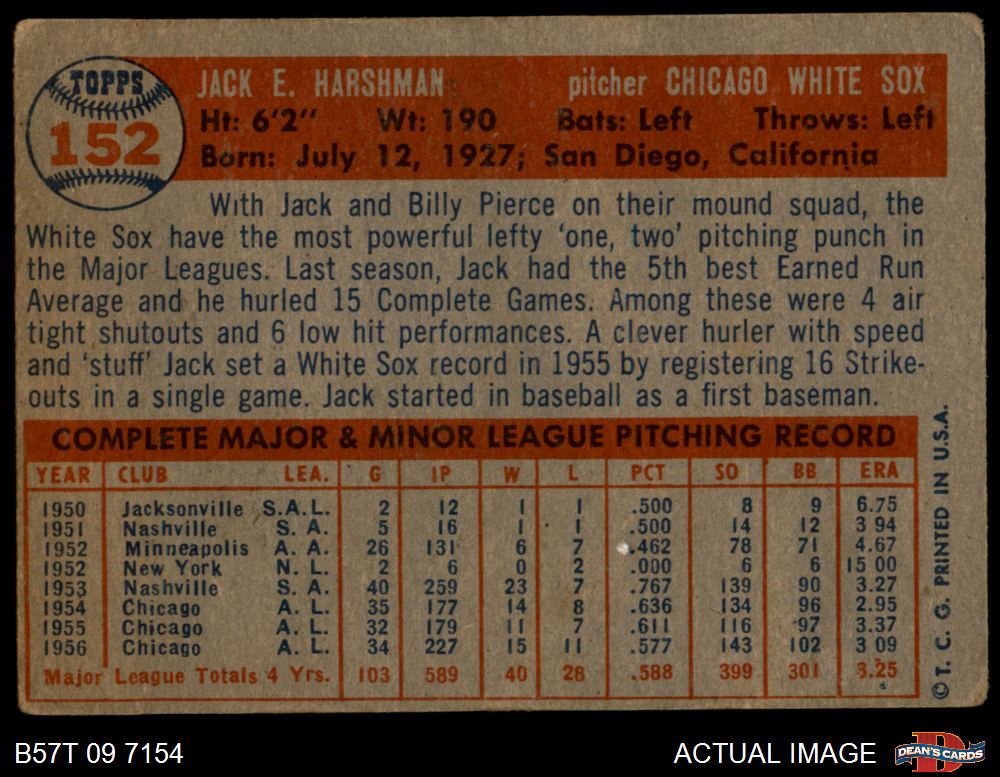 TOPPS
152
JACK E. HARSHMAN pitcher CHICAGO WHITE SOX
Ht: 6'2" Wt: 190 Bats: Left Throws: Left
Born: July 12, 1927; San Diego, California
With Jack and Billy Pierce on their mound squad, the
White Sox have the most powerful lefty 'one, two' pitching punch in
the Major Leagues. Last season, Jack had the 5th best Earned Run
Average and he hurled 15 Complete Games. Among these were 4 air
tight shutouts and 6 low hit performances. A clever hurler with speed
and 'stuff' Jack set a White Sox record in 1955 by registering 16 Strike-
outs in a single game. Jack started in baseball as a first baseman.
COMPLETE MAJOR & MINOR LEAGUE PITCHING RECORD
YEAR CLUB LEA. G IP W L PCT SO BB ERA
1950 Jacksonville S.A.L. 2 12 1 1 .500 8 9 6.75
1951 Nashville S. A. 5 16 1 1 .500 14 12 3 94
1952 Minneapolis A. A. 26 131 6 7 .462 78 71 4.67
1952 New York N. L. 2 6 0 2 .000 6 6 15 00
1953 Nashville S. A. 40 259 23 7 .767 139 90 3.27
1954 Chicago A. L. 35 177 14 8 .636 134 96 2.95
1955 Chicago A. L. 32 179 11 7 .611 116 97 3.37
1956 Chicago A. L. 34 227 15 11 .577 143 102 3 09
Major League Totals 4 Yrs. 103 589 40 28 .588 399 301 3.25
© T. C. G. PRINTED IN U.S.A.
B57T 09 7154 ACTUAL IMAGE DEAN'S CARDS